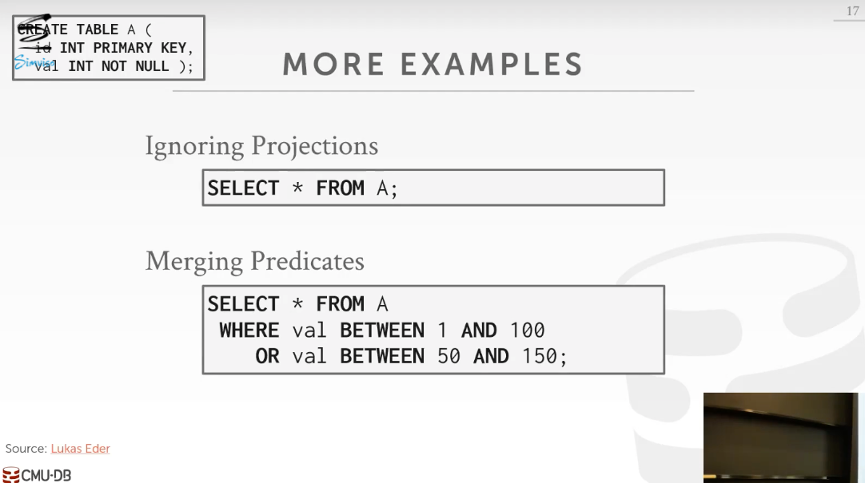 17
CREATE TABLE A (
id INT PRIMARY KEY,
val INT NOT NULL );
Simvise
MORE EXAMPLES
Ignoring Projections
SELECT * FROM A;
Merging Predicates
SELECT * FROM A
WHERE val BETWEEN 1 AND 100
OR val BETWEEN 50 AND 150;
Source: Lukas Eder
CMU·DB